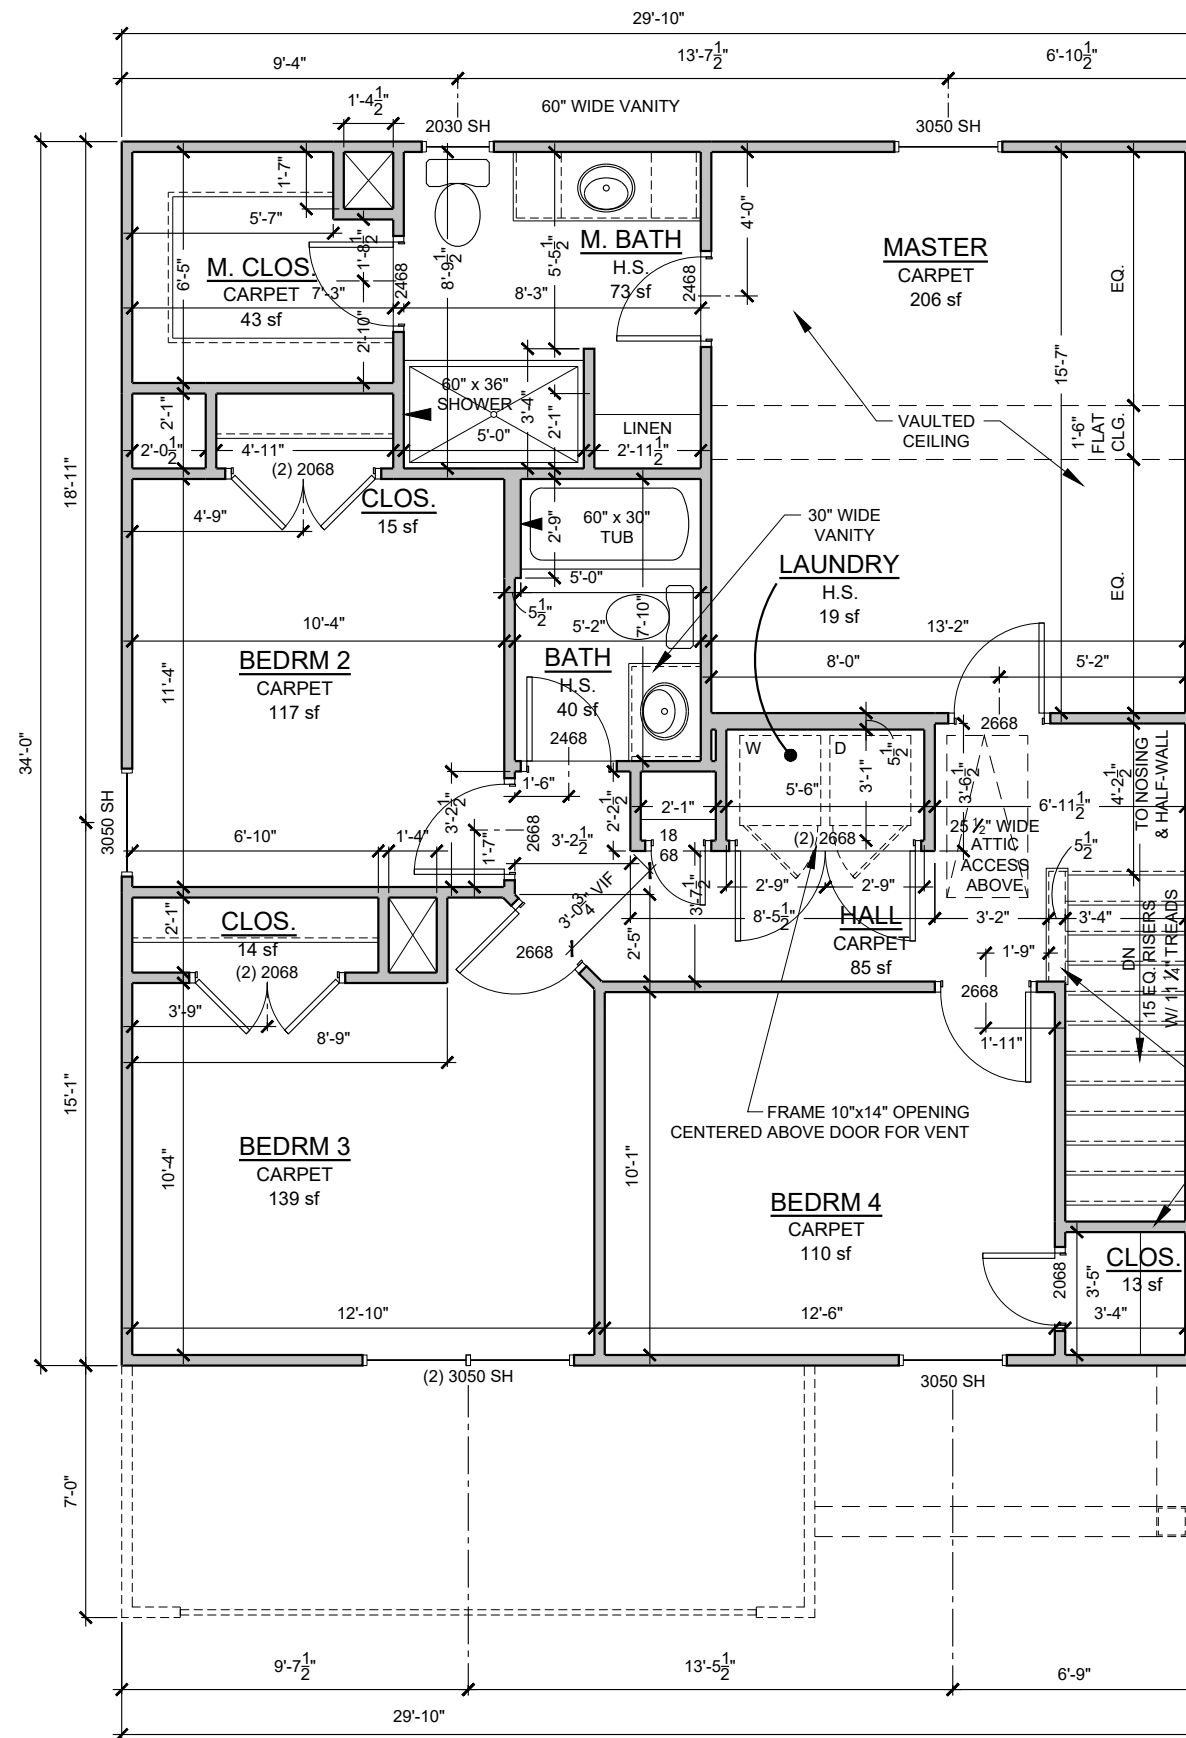 29'-10"
9'-4"
13'-7 1/2"
6'-10 1/2"
1'-4 1/2"
60" WIDE VANITY
2030 SH
3050 SH
1'-7"
5'-7"
6'-5"
1'-8 1/2"
M. CLOS.
CARPET
43 sf
7'-3"
2'-10"
2468
8'-9 1/2"
5'-5 1/2"
M. BATH
H.S.
73 sf
8'-3"
2468
4'-0"
MASTER
CARPET
206 sf
EQ.
15'-7"
VAULTED
CEILING
1'-6"
FLAT
CLG.
EQ.
60" x 36"
SHOWER
3'-4"
2'-1"
5'-0"
LINEN
2'-11 1/2"
2'-1"
2'-0 1/2"
4'-11"
(2) 2068
CLOS.
15 sf
4'-9"
18'-11"
34'-0"
60" x 30"
TUB
2'-9"
5'-0"
5 1/2"
30" WIDE
VANITY
LAUNDRY
H.S.
19 sf
10'-4"
5'-2"
7'-10"
13'-2"
8'-0"
5'-2"
BEDRM 2
CARPET
117 sf
11'-4"
BATH
H.S.
40 sf
2464
2668
W
D
5'-6"
3'-1"
5 1/2"
3'-6 1/2"
6'-11 1/2"
4'-2 1/2"
TO NOSING
& HALF-WALL
25 1/2" WIDE
ATTIC
ACCESS
ABOVE
5 1/2"
3050 SH
6'-10"
1'-4"
3'-2 1/2"
1'-7"
1'-6"
2668
3'-2 1/2"
2'-2 1/2"
2'-1"
18
68
(2) 2668
2'-9"
2'-9"
3'-7 1/2"
8'-5 1/2"
HALL
CARPET
85 sf
3'-2"
3'-4"
1'-9"
DN
15 EQ. RISERS
W/ 11 1/4" TREADS
2'-1"
CLOS.
14 sf
(2) 2068
3'-9"
8'-9"
2668
3'-0 3/4" VIF
2'-5"
2668
1'-11"
FRAME 10"x14" OPENING
CENTERED ABOVE DOOR FOR VENT
15'-1"
BEDRM 3
CARPET
139 sf
10'-4"
10'-1"
BEDRM 4
CARPET
110 sf
2068
CLOS.
13 sf
3'-5"
3'-4"
12'-10"
12'-6"
(2) 3050 SH
3050 SH
7'-0"
9'-7 1/2"
13'-5 1/2"
6'-9"
29'-10"